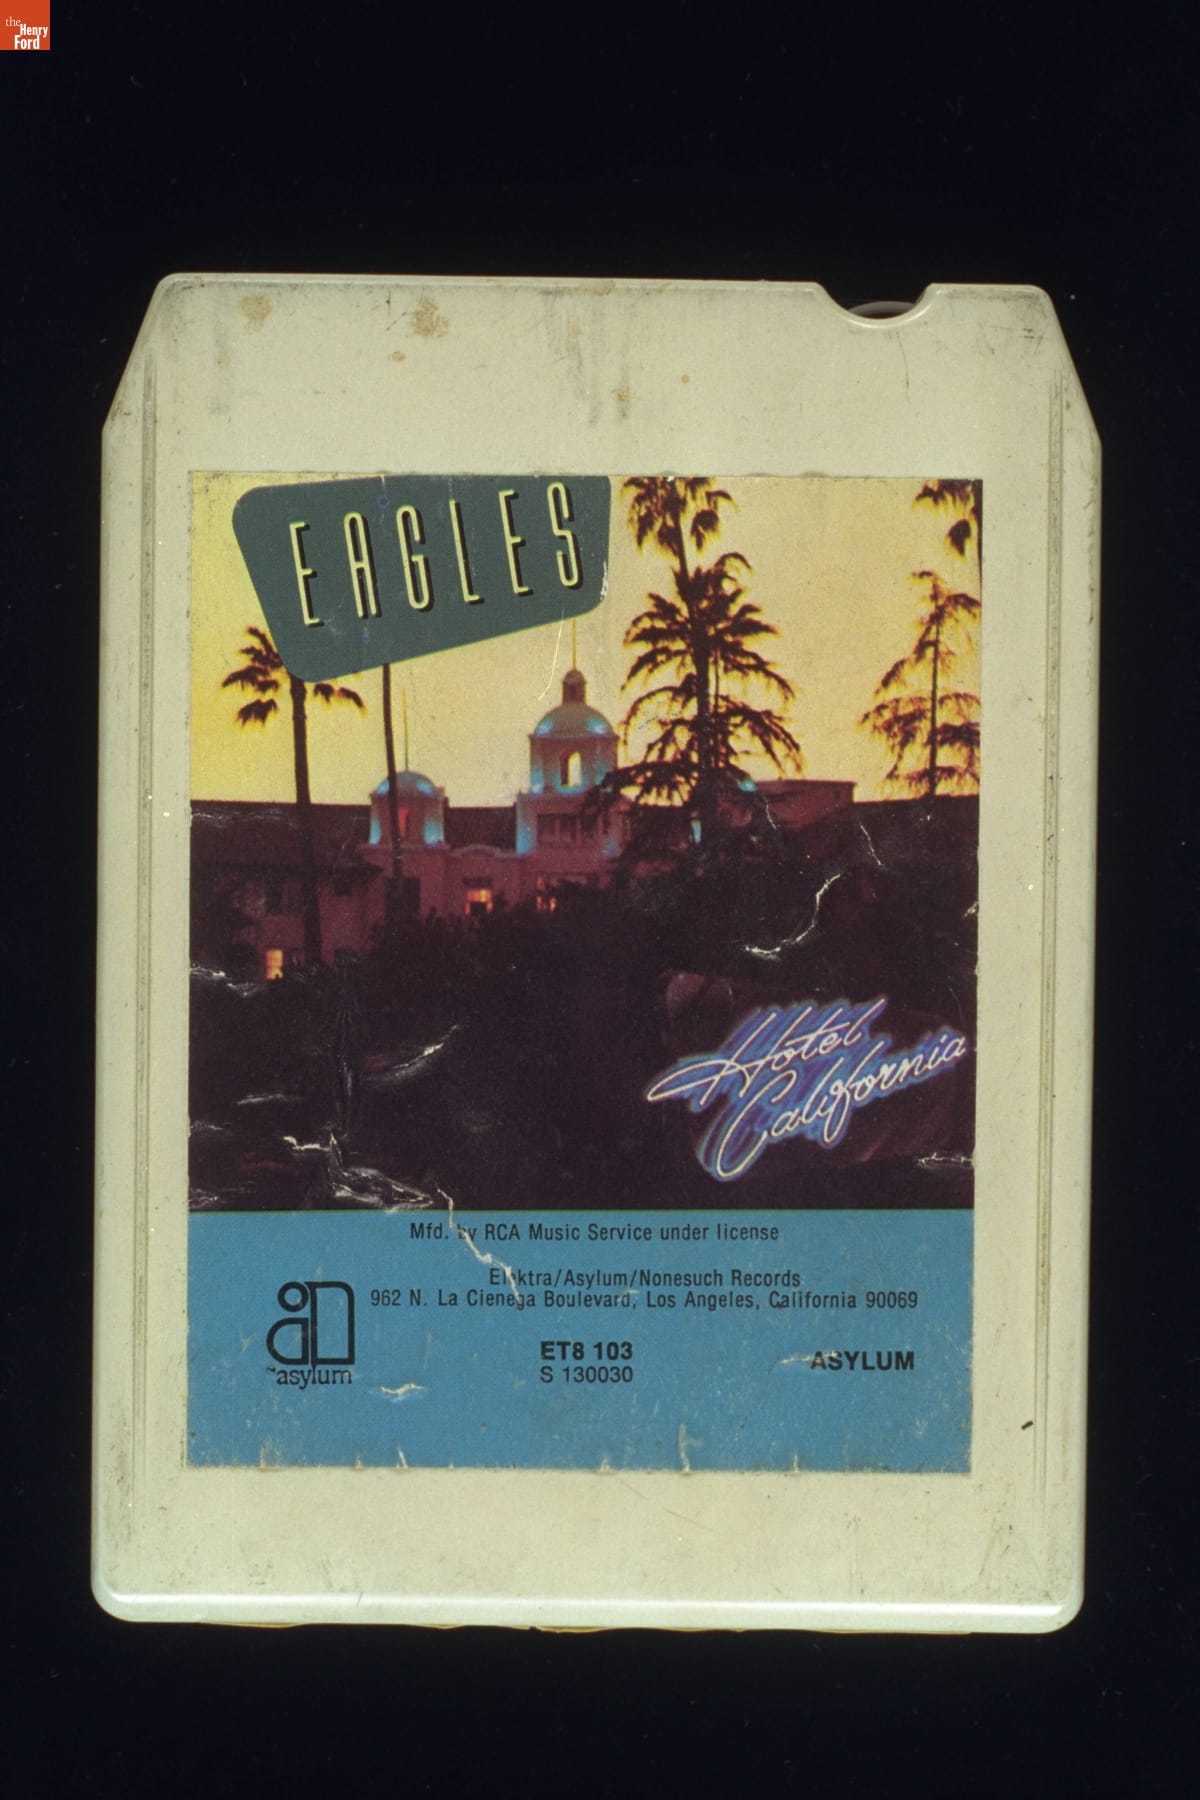 the
Henry
Ford
EAGLES
Hotel
California
Mfd. by RCA Music Service under license
Elektra/Asylum/Nonesuch Records
962 N. La Cienega Boulevard, Los Angeles, California 90069
ET8 103
S 130030
ASYLUM
asylum